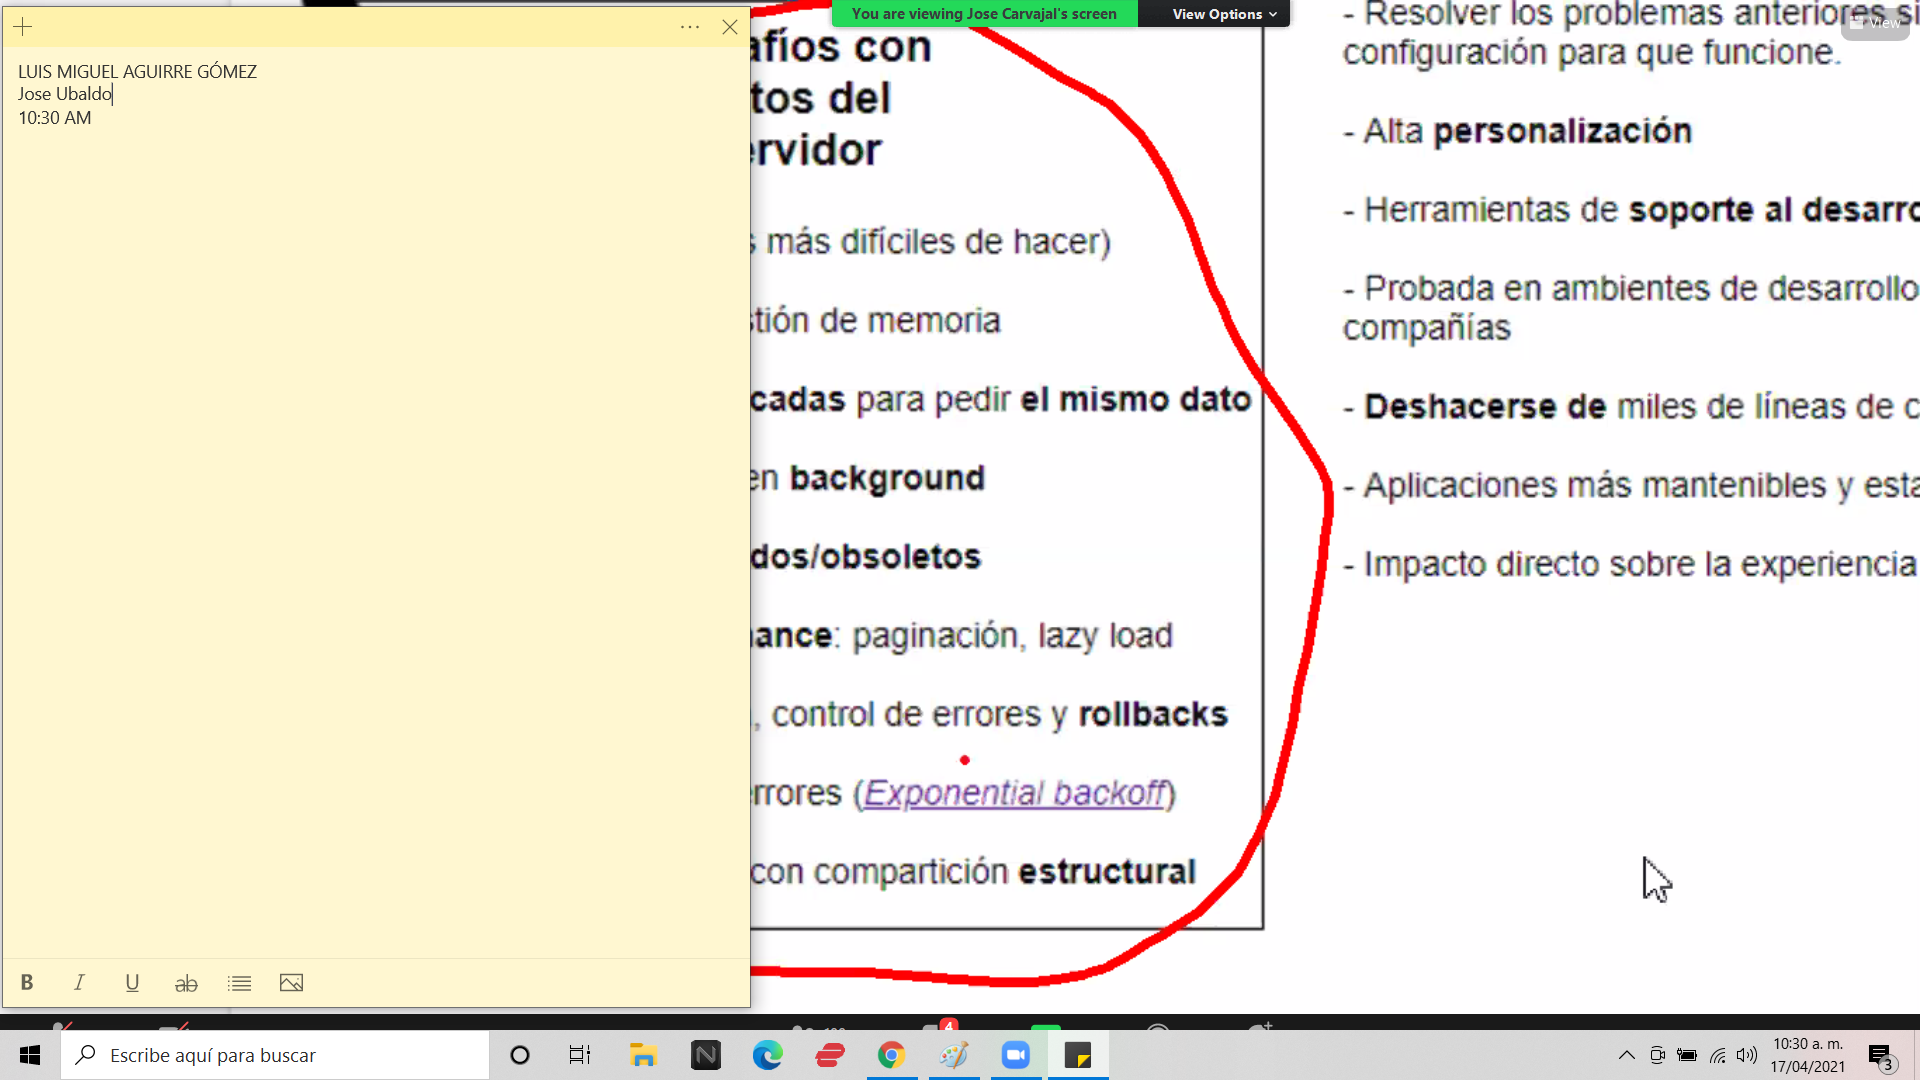 You are viewing Jose Carvajal's screen
View Options
View
LUIS MIGUEL AGUIRRE GÓMEZ
Jose Ubaldo
10:30 AM
afíos con
tos del
ervidor
s más difíciles de hacer)
stión de memoria
cadas para pedir el mismo dato
en background
dos/obsoletos
nance: paginación, lazy load
, control de errores y rollbacks
errores (Exponential backoff)
con compartición estructural
- Resolver los problemas anteriores si
configuración para que funcione.
- Alta personalización
- Herramientas de soporte al desarro
- Probada en ambientes de desarrollo
compañías
- Deshacerse de miles de líneas de c
- Aplicaciones más mantenibles y esta
- Impacto directo sobre la experiencia
B I U ab
4
Escribe aquí para buscar
N
10:30 a. m.
17/04/2021
3